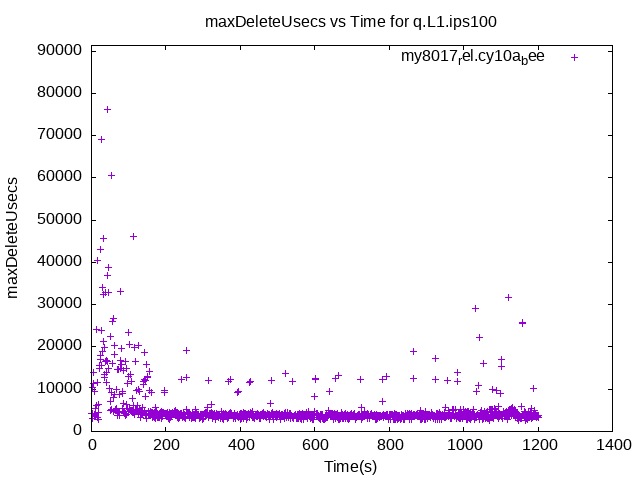 maxDeleteUsecs vs Time for q.L1.ips100
my8017rel.cy10abee
90000
80000
70000
60000
50000
40000
30000
20000
10000
0
maxDeleteUsecs
0 200 400 600 800 1000 1200 1400
Time(s)